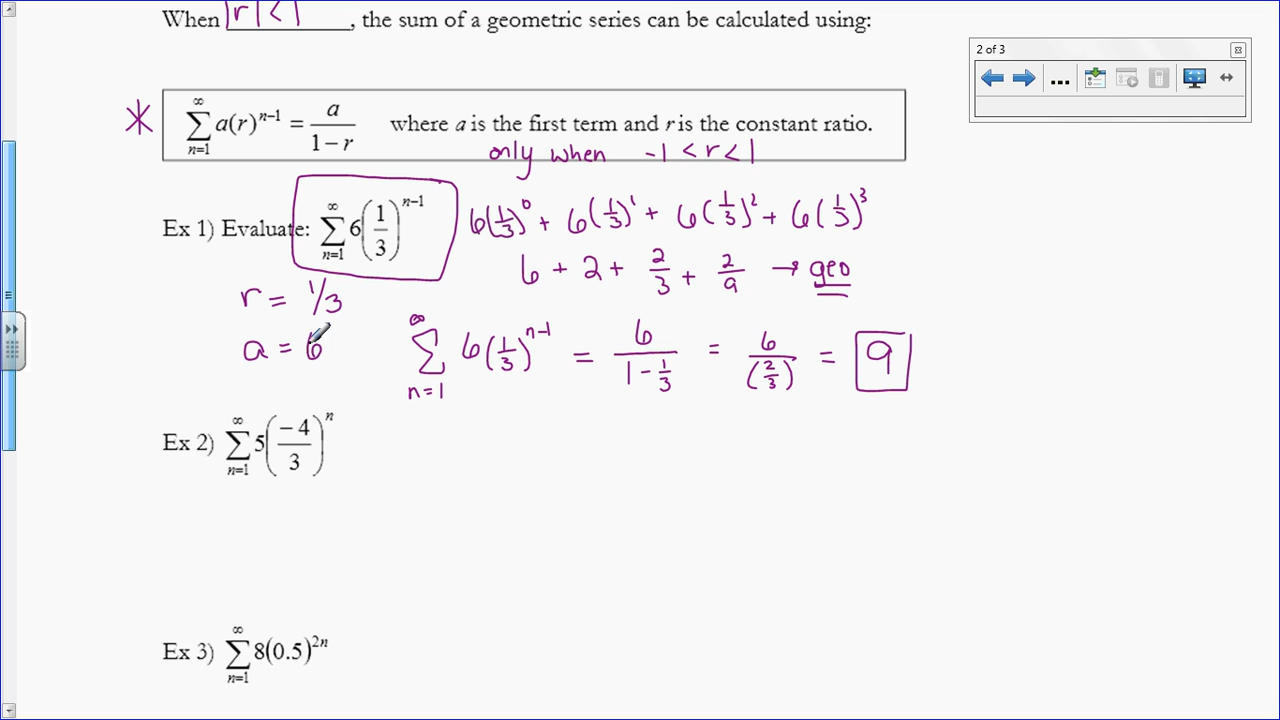 When |r| < 1, the sum of a geometric series can be calculated using:
2 of 3
* ∑_{n=1}^{∞} a(r)^{n−1} = a/(1−r) where a is the first term and r is the constant ratio.
only when -1 < r < 1
Ex 1) Evaluate: ∑_{n=1}^{∞} 6(1/3)^{n−1} 6(1/3)^0 + 6(1/3)^1 + 6(1/3)^2 + 6(1/3)^3
6 + 2 + 2/3 + 2/9 → geo
r = 1/3
a = 6 ∑_{n=1}^{∞} 6(1/3)^{n-1} = 6/(1 - 1/3) = 6/(2/3) = 9
Ex 2) ∑_{n=1}^{∞} 5(−4/3)^n
Ex 3) ∑_{n=1}^{∞} 8(0.5)^{2n}